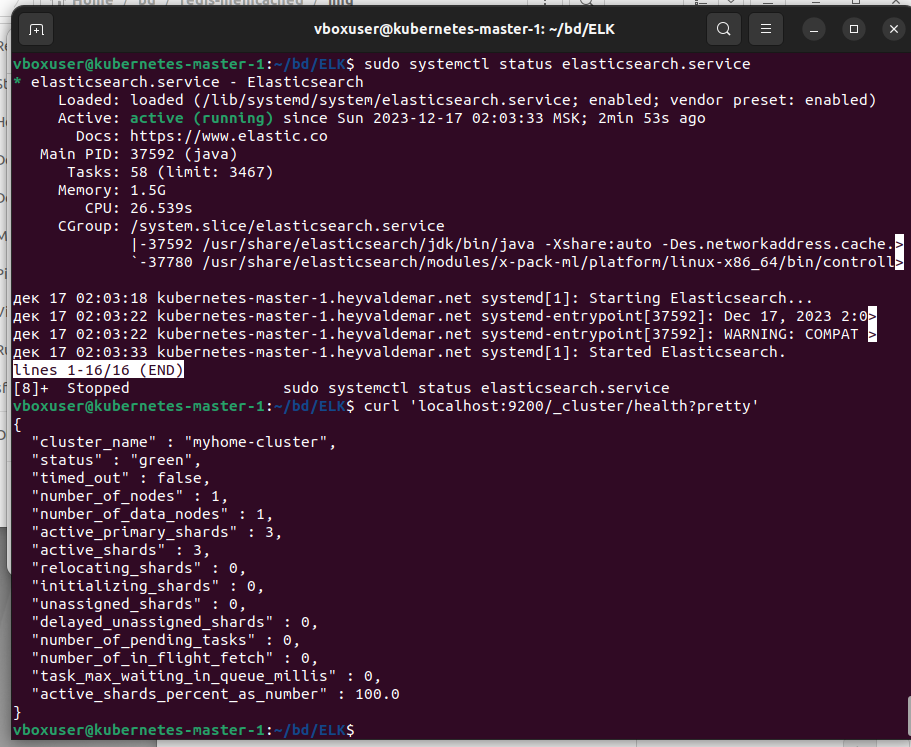 Home / bd / redis-memcached / img
vboxuser@kubernetes-master-1: ~/bd/ELK
vboxuser@kubernetes-master-1:~/bd/ELK$ sudo systemctl status elasticsearch.service
* elasticsearch.service - Elasticsearch
Loaded: loaded (/lib/systemd/system/elasticsearch.service; enabled; vendor preset: enabled)
Active: active (running) since Sun 2023-12-17 02:03:33 MSK; 2min 53s ago
Docs: https://www.elastic.co
Main PID: 37592 (java)
Tasks: 58 (limit: 3467)
Memory: 1.5G
CPU: 26.539s
CGroup: /system.slice/elasticsearch.service
|-37592 /usr/share/elasticsearch/jdk/bin/java -Xshare:auto -Des.networkaddress.cache.>
`-37780 /usr/share/elasticsearch/modules/x-pack-ml/platform/linux-x86_64/bin/controll>
дек 17 02:03:18 kubernetes-master-1.heyvaldemar.net systemd[1]: Starting Elasticsearch...
дек 17 02:03:22 kubernetes-master-1.heyvaldemar.net systemd-entrypoint[37592]: Dec 17, 2023 2:0>
дек 17 02:03:22 kubernetes-master-1.heyvaldemar.net systemd-entrypoint[37592]: WARNING: COMPAT >
дек 17 02:03:33 kubernetes-master-1.heyvaldemar.net systemd[1]: Started Elasticsearch.
lines 1-16/16 (END)
[8]+  Stopped                 sudo systemctl status elasticsearch.service
vboxuser@kubernetes-master-1:~/bd/ELK$ curl 'localhost:9200/_cluster/health?pretty'
{
"cluster_name" : "myhome-cluster",
"status" : "green",
"timed_out" : false,
"number_of_nodes" : 1,
"number_of_data_nodes" : 1,
"active_primary_shards" : 3,
"active_shards" : 3,
"relocating_shards" : 0,
"initializing_shards" : 0,
"unassigned_shards" : 0,
"delayed_unassigned_shards" : 0,
"number_of_pending_tasks" : 0,
"number_of_in_flight_fetch" : 0,
"task_max_waiting_in_queue_millis" : 0,
"active_shards_percent_as_number" : 100.0
}
vboxuser@kubernetes-master-1:~/bd/ELK$